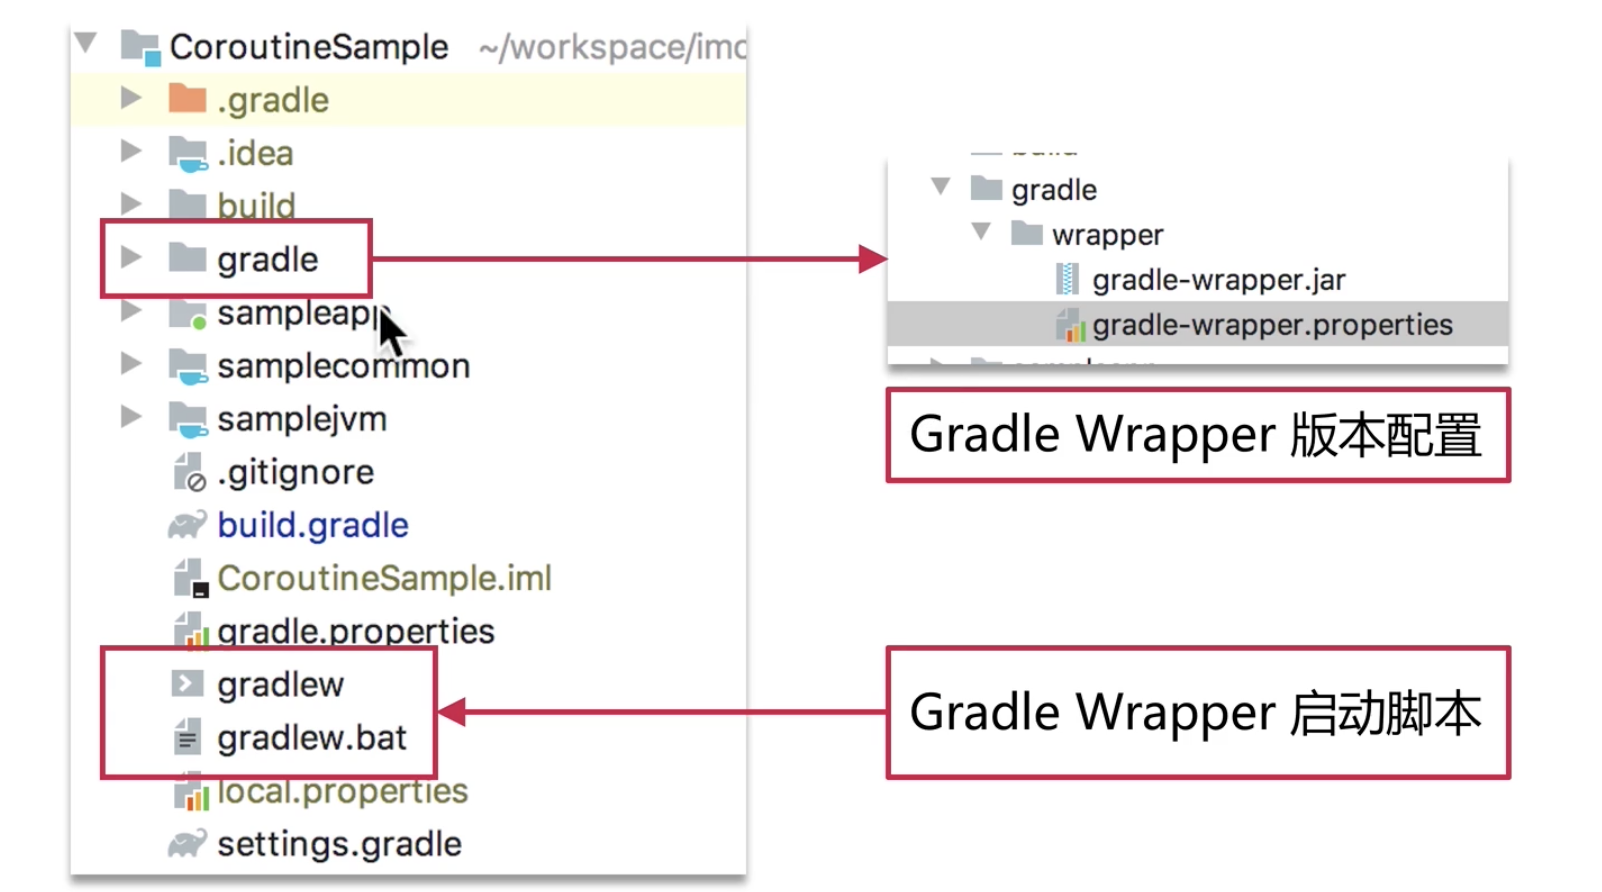 CoroutineSample ~/workspace/imc
.gradle
.idea
build
gradle
sampleapp
samplecommon
samplejvm
.gitignore
build.gradle
CoroutineSample.iml
gradle.properties
gradlew
gradlew.bat
local.properties
settings.gradle
gradle
wrapper
gradle-wrapper.jar
gradle-wrapper.properties
Gradle Wrapper 版本配置
Gradle Wrapper 启动脚本